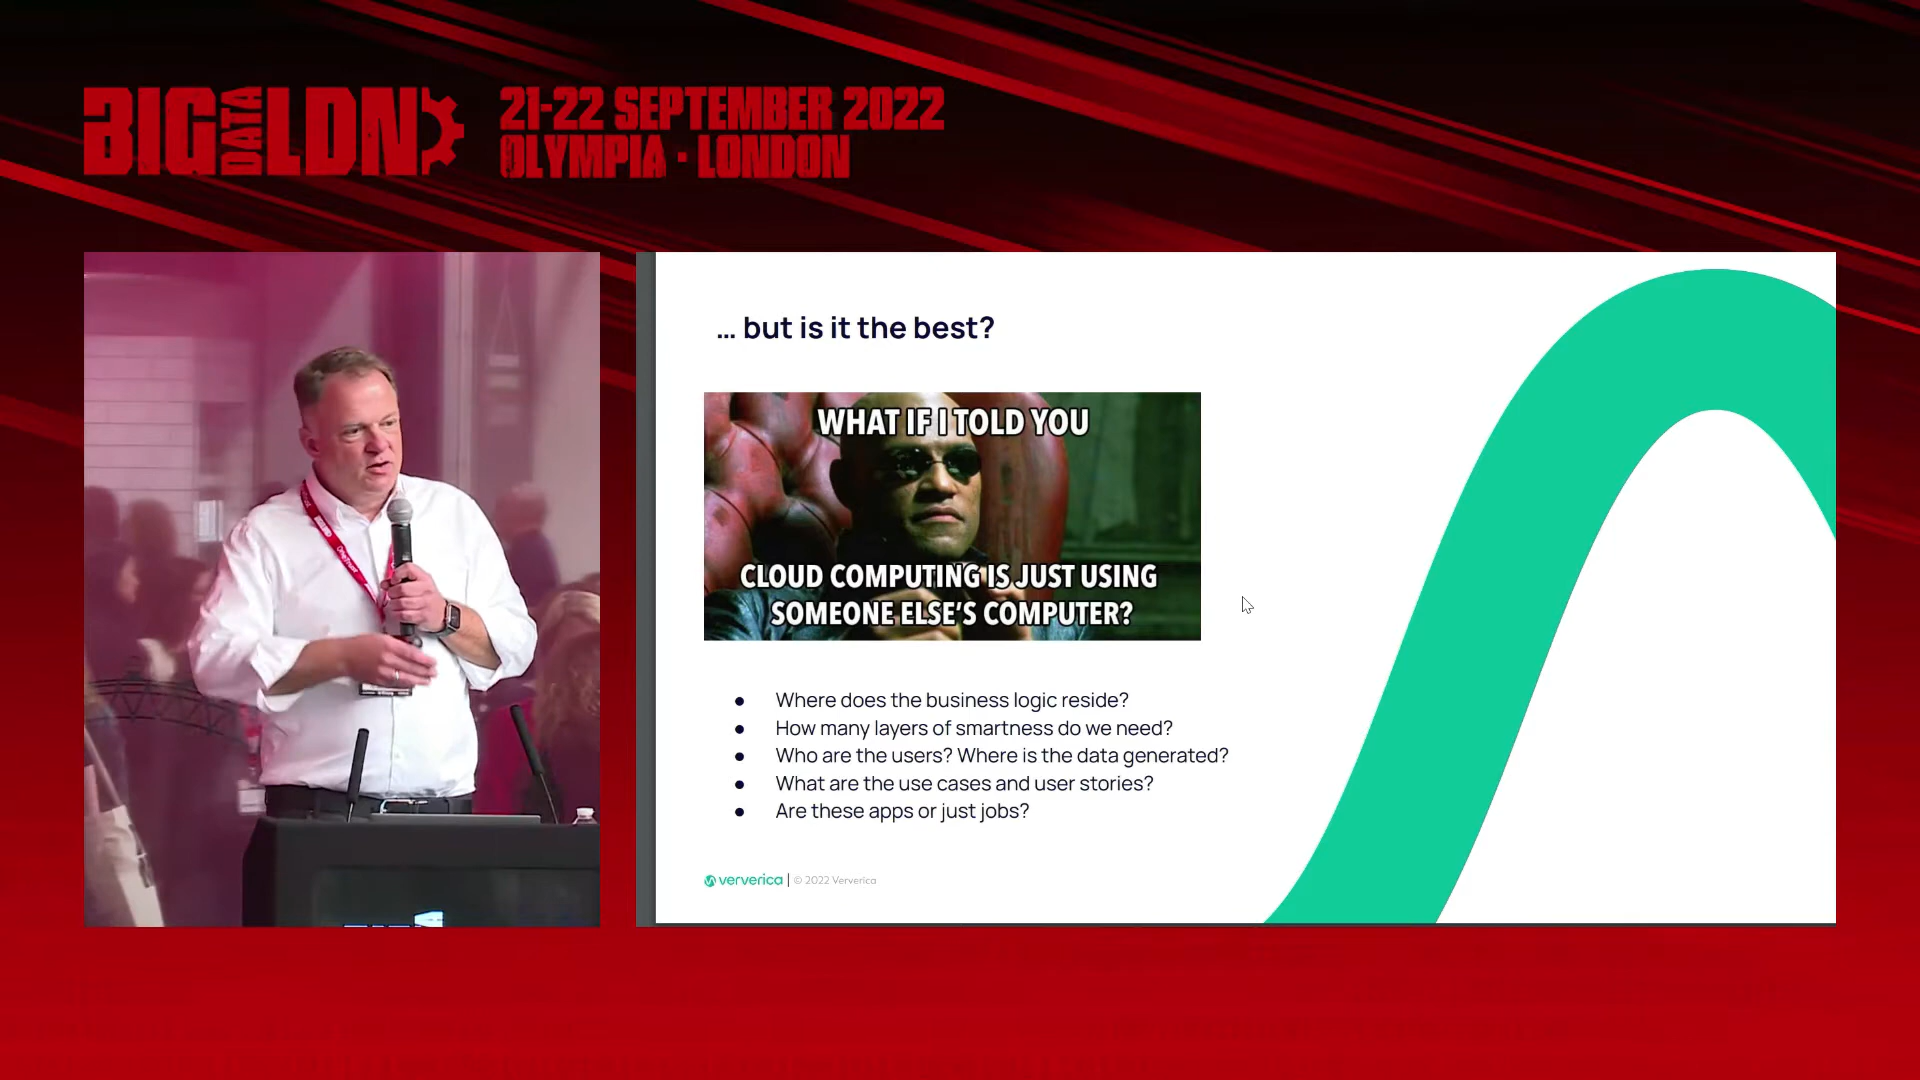 BIG DATA LDN
21-22 SEPTEMBER 2022
OLYMPIA · LONDON
... but is it the best?
WHAT IF I TOLD YOU
CLOUD COMPUTING IS JUST USING
SOMEONE ELSE'S COMPUTER?
● Where does the business logic reside?
● How many layers of smartness do we need?
● Who are the users? Where is the data generated?
● What are the use cases and user stories?
● Are these apps or just jobs?
ververica | © 2022 Ververica